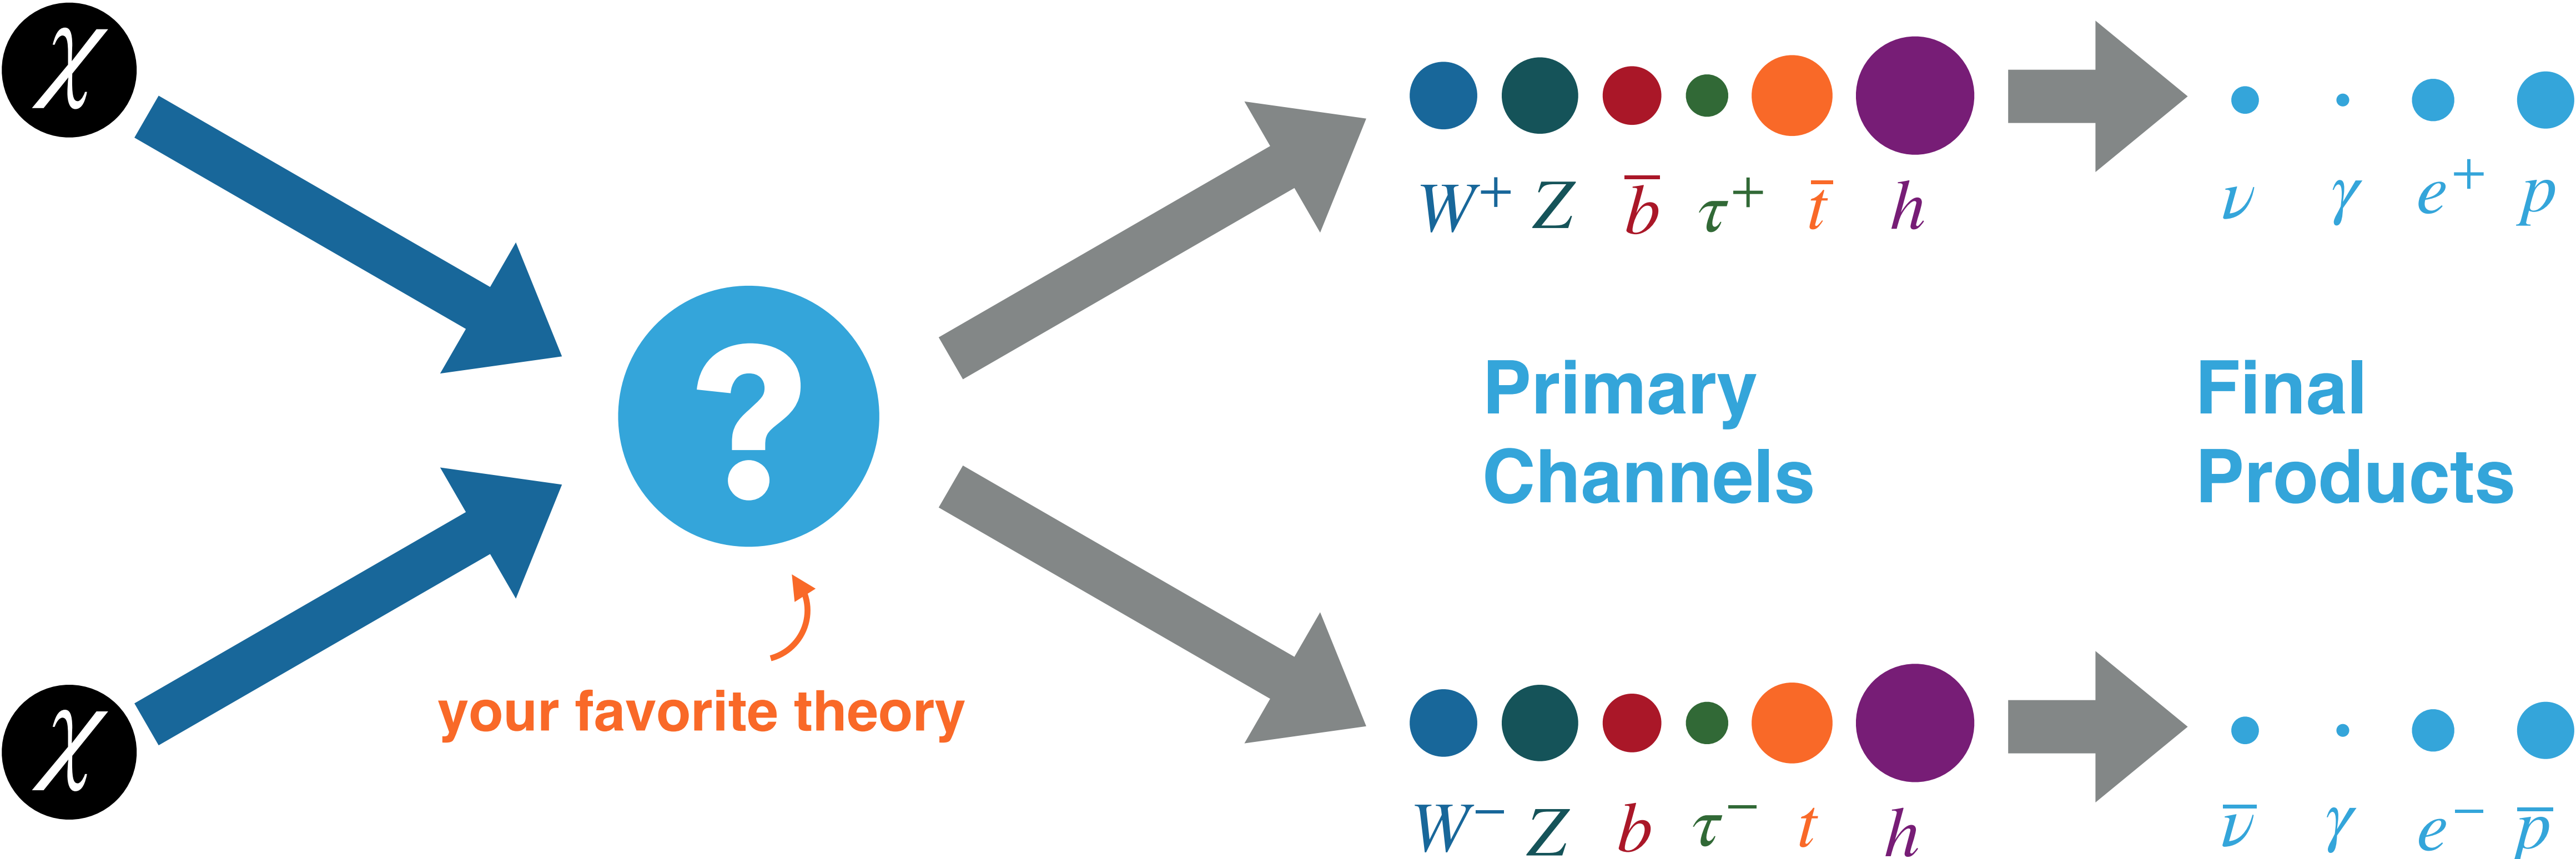 χ
W⁺ Z b̅ τ⁺ t̅ h
ν γ e⁺ p
?
Primary
Channels
Final
Products
your favorite theory
χ
W⁻ Z b τ⁻ t h
ν̅ γ e⁻ p̅